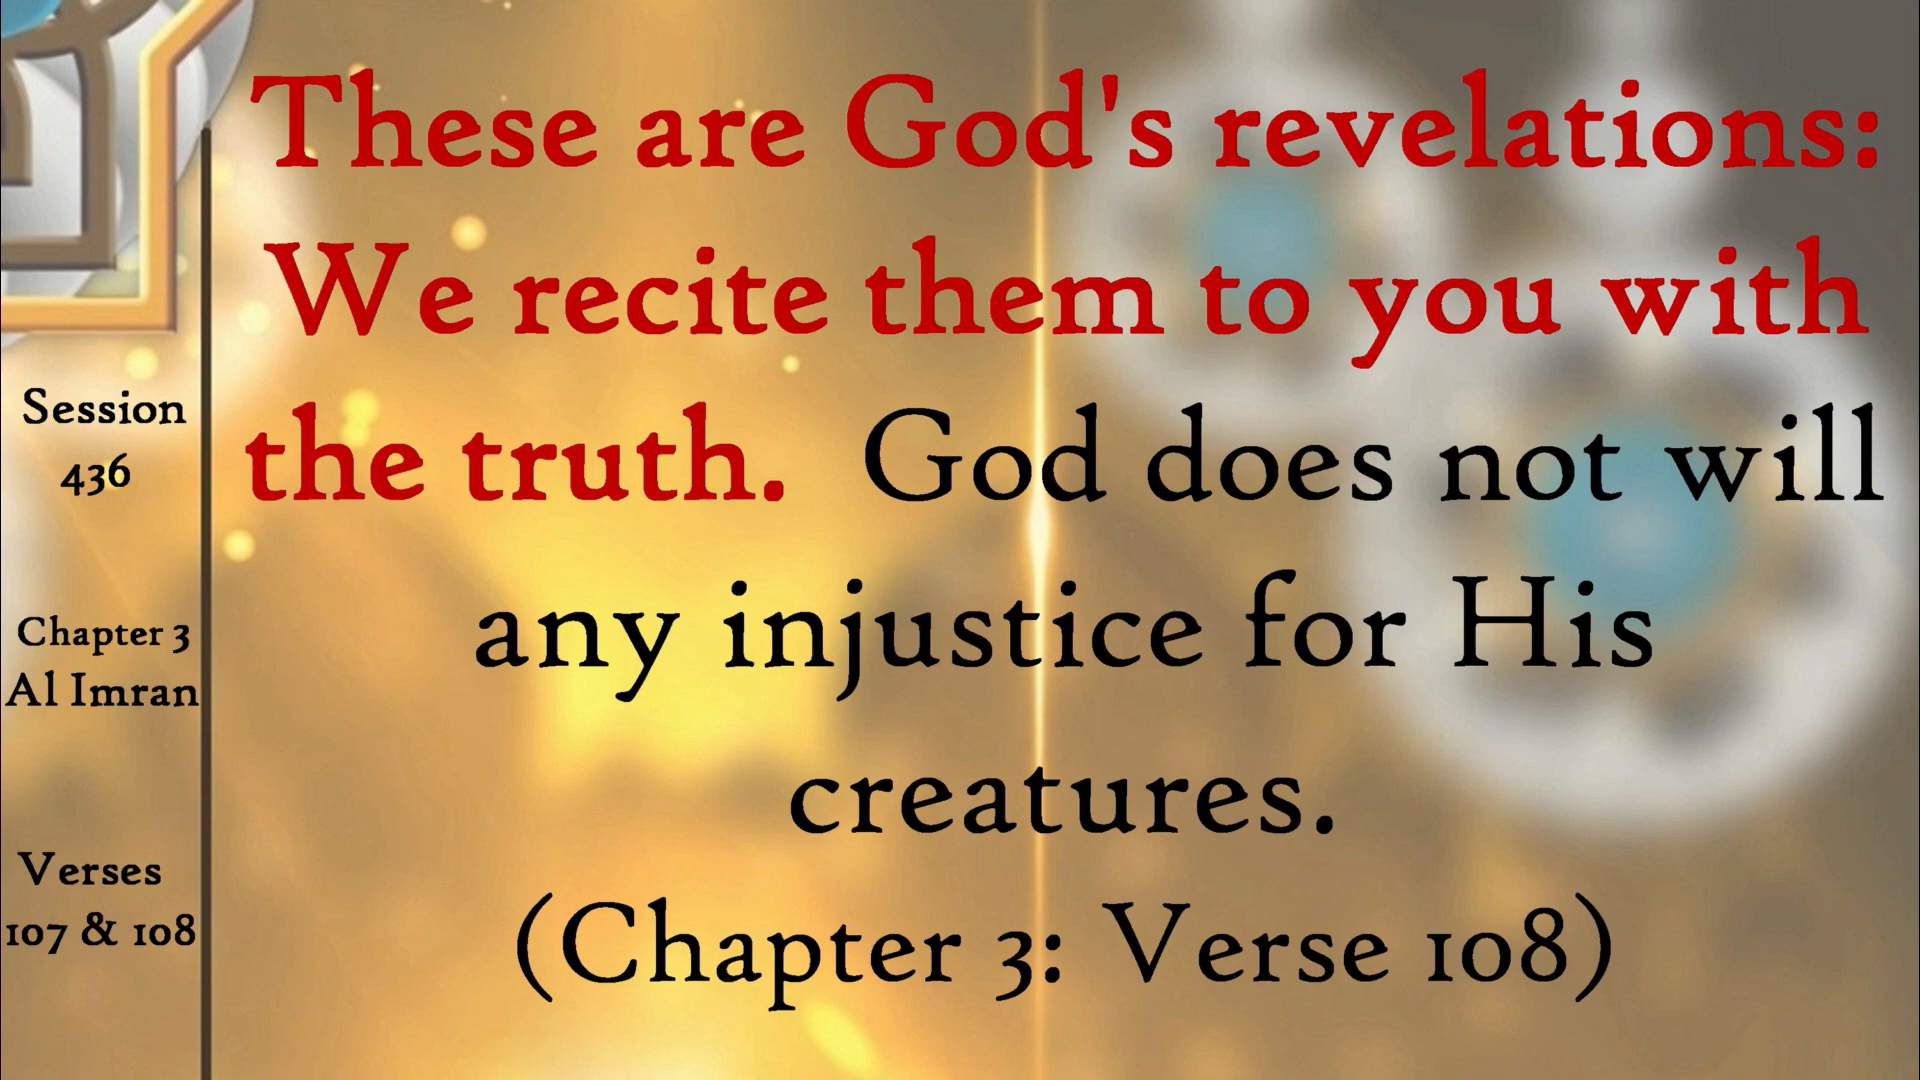 These are God's revelations:
We recite them to you with
the truth. God does not will
any injustice for His
creatures.
(Chapter 3: Verse 108)
Session
436
Chapter 3
Al Imran
Verses
107 & 108